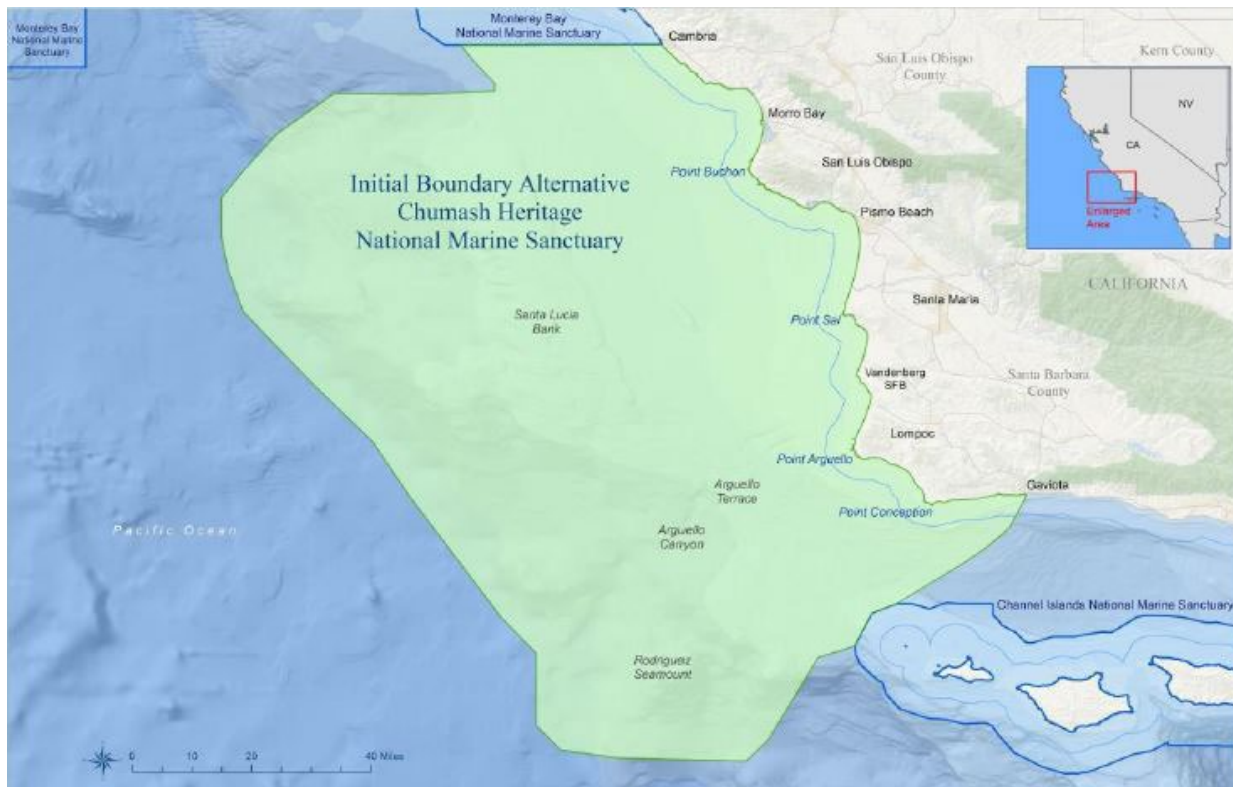 Monterey Bay
National Marine
Sanctuary
Monterey Bay
National Marine Sanctuary
Cambria
San Luis Obispo
County
Kern County
NV
CA
Enlarged
Area
Morro Bay
San Luis Obispo
Point Buchon
Pismo Beach
Initial Boundary Alternative
Chumash Heritage
National Marine Sanctuary
CALIFORNIA
Santa Maria
Santa Lucia
Bank
Point Sal
Vandenberg
SFB
Santa Barbara
County
Lompoc
Point Arguello
Gaviota
Arguello
Terrace
Point Conception
Pacific Ocean
Arguello
Canyon
Channel Islands National Marine Sanctuary
Rodriguez
Seamount
0 10 20 40 Miles